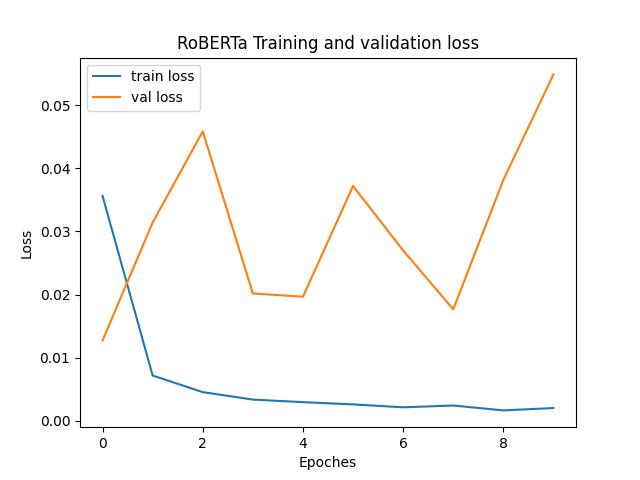 RoBERTa Training and validation loss
train loss
val loss
0.05
0.04
0.03
0.02
0.01
0.00
Loss
0 2 4 6 8
Epoches